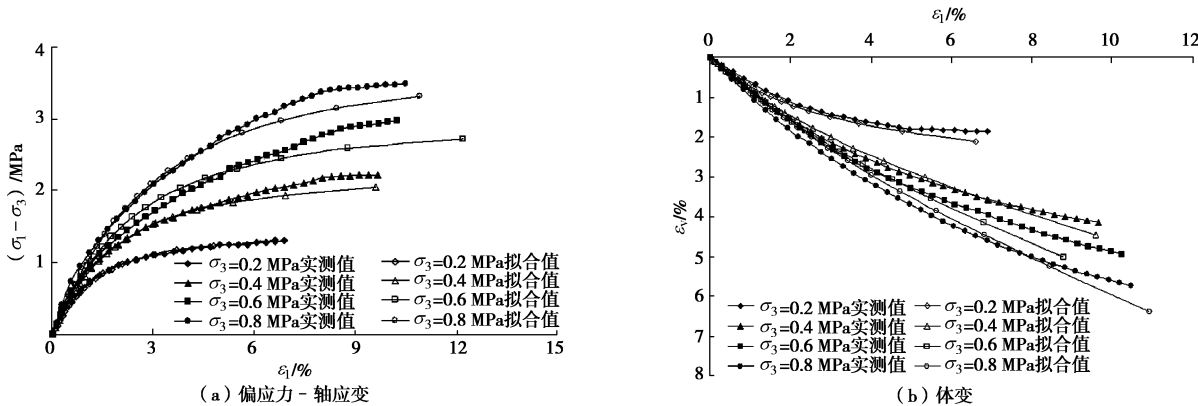 4
3
2
1
(σ₁-σ₃)/MPa
0
3
6
9
12
15
ε₁/%
σ₃=0.2 MPa实测值
σ₃=0.4 MPa实测值
σ₃=0.6 MPa实测值
σ₃=0.8 MPa实测值
σ₃=0.2 MPa拟合值
σ₃=0.4 MPa拟合值
σ₃=0.6 MPa拟合值
σ₃=0.8 MPa拟合值
(a)偏应力-轴应变
ε₁/%
0
2
4
6
8
10
12
1
2
3
4
5
6
7
8
εᵥ/%
σ₃=0.2 MPa实测值
σ₃=0.4 MPa实测值
σ₃=0.6 MPa实测值
σ₃=0.8 MPa实测值
σ₃=0.2 MPa拟合值
σ₃=0.4 MPa拟合值
σ₃=0.6 MPa拟合值
σ₃=0.8 MPa拟合值
(b)体变